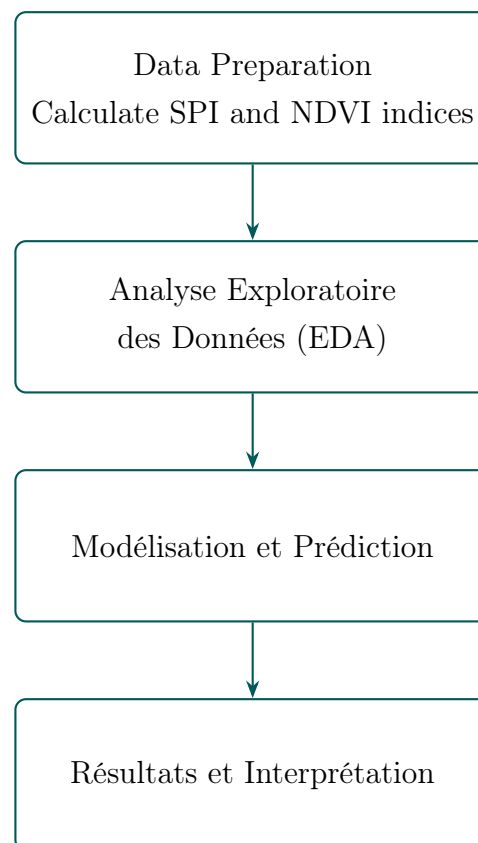 Data Preparation
Calculate SPI and NDVI indices
Analyse Exploratoire
des Données (EDA)
Modélisation et Prédiction
Résultats et Interprétation